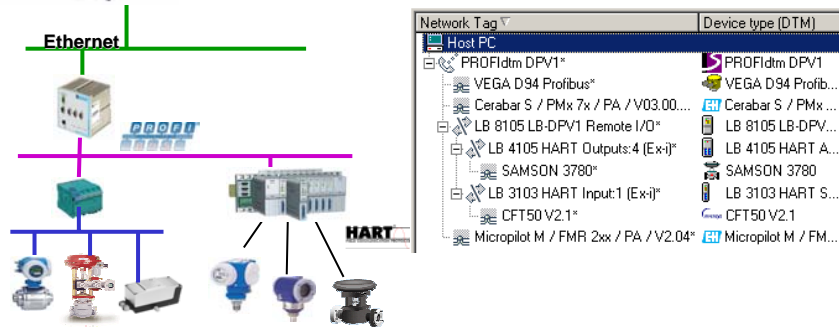 Ethernet
PROFI
HART
Network Tag
Device type (DTM)
Host PC
PROFIdtm DPV1*
PROFIdtm DPV1
VEGA D94 Profibus*
VEGA D94 Profib...
Cerabar S / PMx 7x / PA / V03.00....
EH Cerabar S / PMx ...
LB 8105 LB-DPV1 Remote I/O*
LB 8105 LB-DPV...
LB 4105 HART Outputs:4 (Ex-i)*
LB 4105 HART A...
SAMSON 3780*
SAMSON 3780
LB 3103 HART Input:1 (Ex-i)*
LB 3103 HART S...
CFT50 V2.1*
CFT50 V2.1
Micropilot M / FMR 2xx / PA / V2.04*
EH Micropilot M / FM...